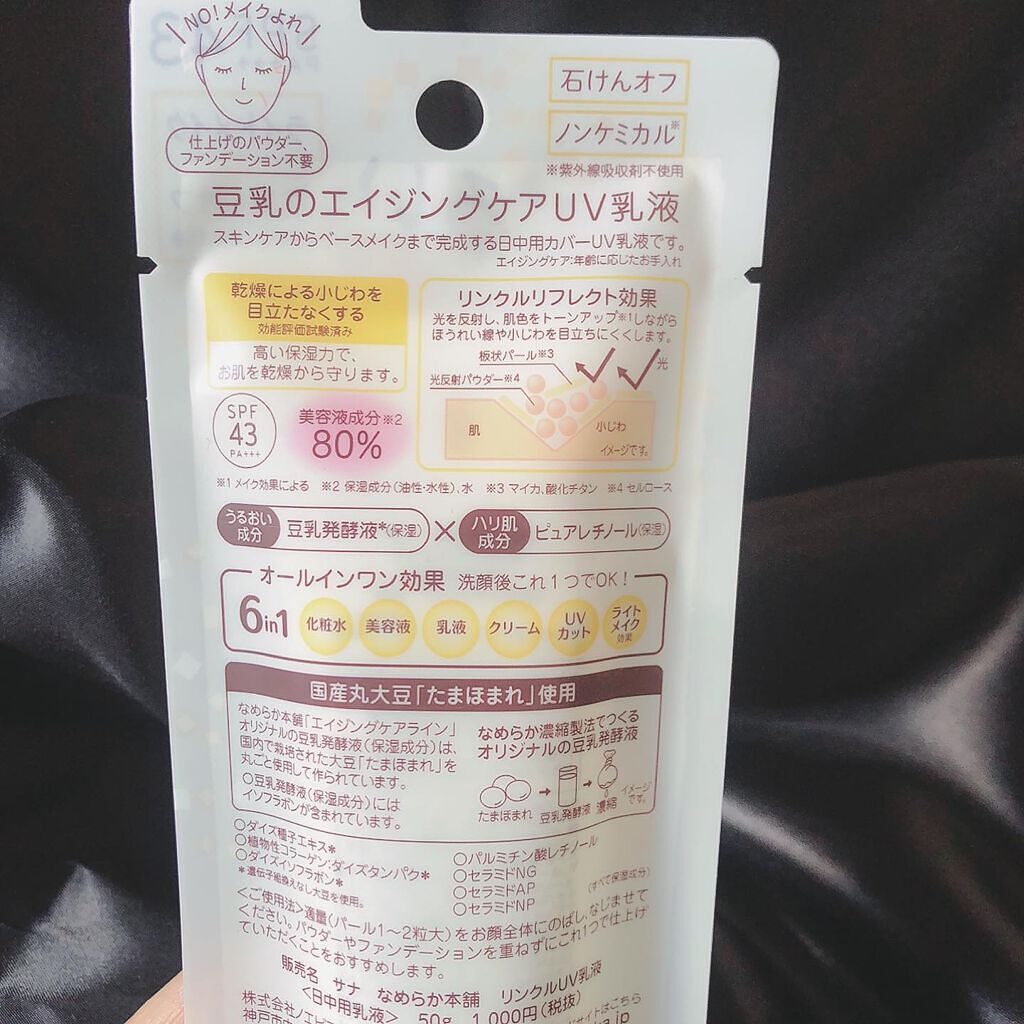 NO!メイクよれ
仕上げのパウダー、
ファンデーション不要
石けんオフ
ノンケミカル※
※紫外線吸収剤不使用
豆乳のエイジングケアUV乳液
スキンケアからベースメイクまで完成する日中用カバーUV乳液です。
エイジングケア:年齢に応じたお手入れ
乾燥による小じわを
目立たなくする
効能評価試験済み
高い保湿力で、
お肌を乾燥から守ります。
SPF
43
PA+++
美容液成分※2
80%
リンクルリフレクト効果
光を反射し、肌色をトーンアップ※1しながら
ほうれい線や小じわを目立ちにくくします。
板状パール※3
光
光反射パウダー※4
肌
小じわ
イメージです。
※1 メイク効果による ※2 保湿成分(油性・水性)、水 ※3 マイカ、酸化チタン ※4 セルロース
うるおい
成分
豆乳発酵液*(保湿)
×
ハリ肌
成分
ピュアレチノール(保湿)
オールインワン効果 洗顔後これ1つでOK!
6in1
化粧水
美容液
乳液
クリーム
UV
カット
ライト
メイク
効果
国産丸大豆「たまほまれ」使用
なめらか本舗「エイジングケアライン」
オリジナルの豆乳発酵液(保湿成分)は、
国内で栽培された大豆「たまほまれ」を
丸ごと使用して作られています。
○豆乳発酵液(保湿成分)には
イソフラボンが含まれています。
なめらか濃縮製法でつくる
オリジナルの豆乳発酵液
たまほまれ
豆乳発酵液
濃縮
イメージ
です。
○ダイズ種子エキス*
○植物性コラーゲン:ダイズタンパク*
○ダイズイソフラボン*
*遺伝子組換えなし大豆を使用。
○パルミチン酸レチノール
○セラミドNG
○セラミドAP
○セラミドNP
(すべて保湿成分)
<ご使用法>適量(パール1〜2粒大)をお顔全体にのばし、なじませて
ください。パウダーやファンデーションを重ねずにこれ1つで仕上げ
ていただくことをおすすめします。
販売名 サナ なめらか本舗 リンクルUV乳液
<日中用乳液> 50g 1,000円(税抜)
株式会社ノエビア
サイトはこちら
神戸市中